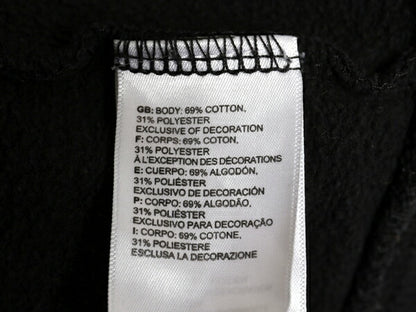 GB: BODY: 69% COTTON,
31% POLYESTER
EXCLUSIVE OF DECORATION
F: CORPS: 69% COTON,
31% POLYESTER
À L'EXCEPTION DES DÉCORATIONS
E: CUERPO: 69% ALGODÓN,
31% POLIÉSTER
EXCLUSIVO DE DECORACIÓN
P: CORPO: 69% ALGODÃO,
31% POLIÉSTER
EXCLUSIVO PARA DECORAÇÃO
I: CORPO: 69% COTONE,
31% POLIESTERE
ESCLUSA LA DECORAZIONE